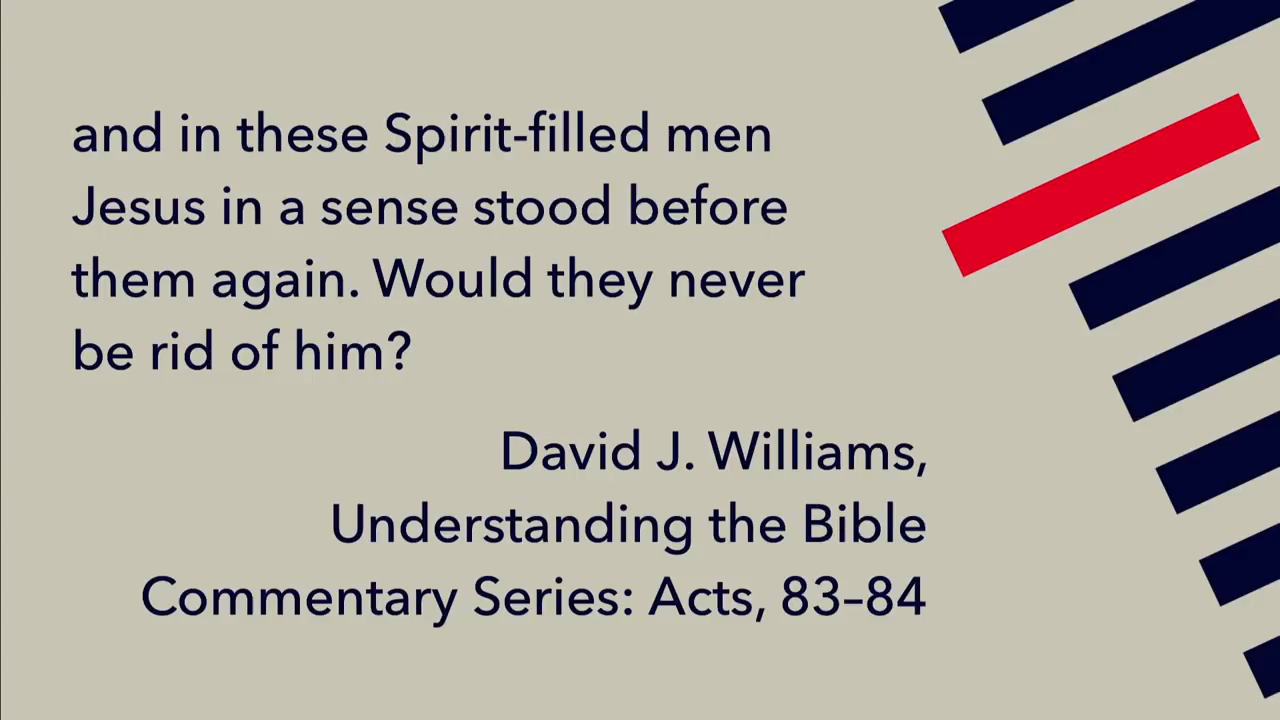 and in these Spirit-filled men
Jesus in a sense stood before
them again. Would they never
be rid of him?
David J. Williams,
Understanding the Bible
Commentary Series: Acts, 83–84